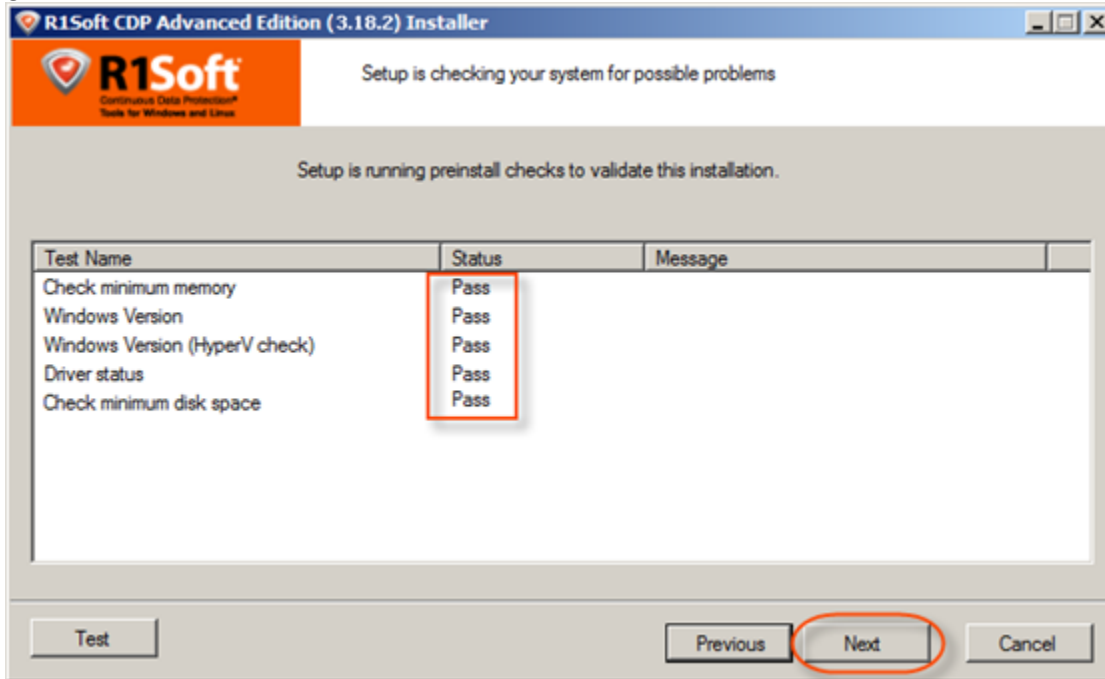 R1Soft CDP Advanced Edition (3.18.2) Installer
R1Soft
Continuous Data Protection®
Tools for Windows and Linux
Setup is checking your system for possible problems
Setup is running preinstall checks to validate this installation.
Test Name Status Message
Check minimum memory Pass
Windows Version Pass
Windows Version (HyperV check) Pass
Driver status Pass
Check minimum disk space Pass
Test Previous Next Cancel